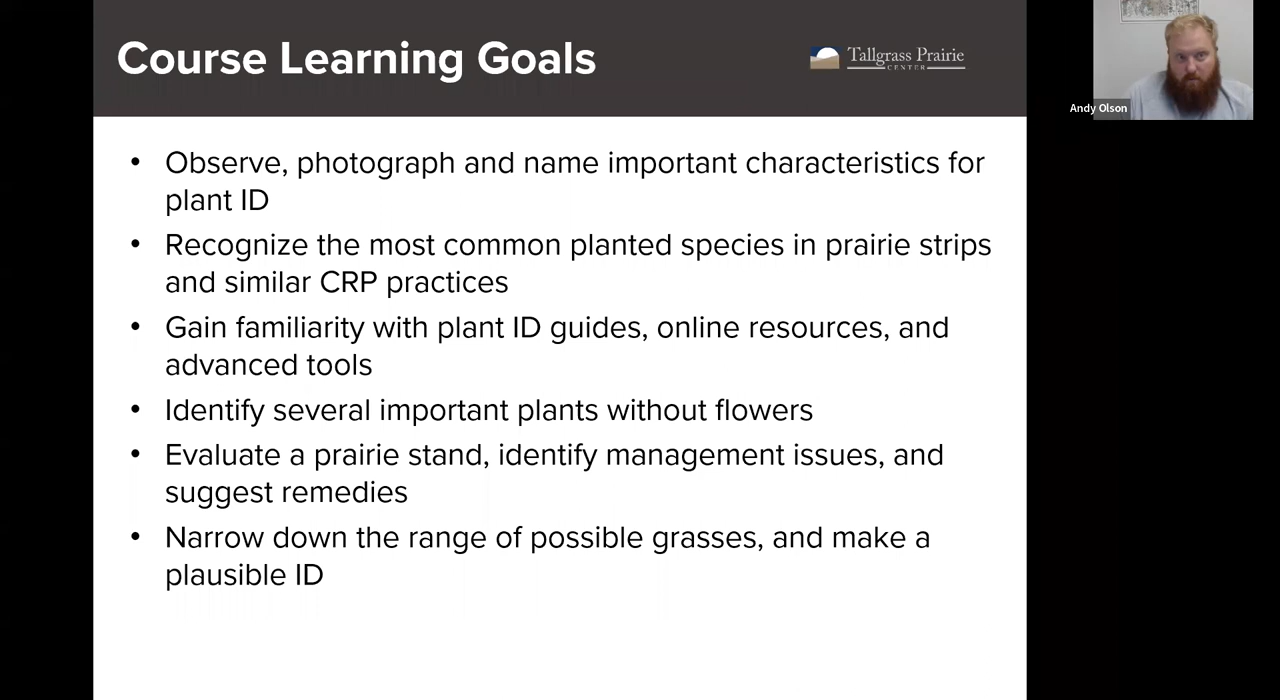 Course Learning Goals
Tallgrass Prairie
CENTER
Andy Olson
• Observe, photograph and name important characteristics for
plant ID
• Recognize the most common planted species in prairie strips
and similar CRP practices
• Gain familiarity with plant ID guides, online resources, and
advanced tools
• Identify several important plants without flowers
• Evaluate a prairie stand, identify management issues, and
suggest remedies
• Narrow down the range of possible grasses, and make a
plausible ID